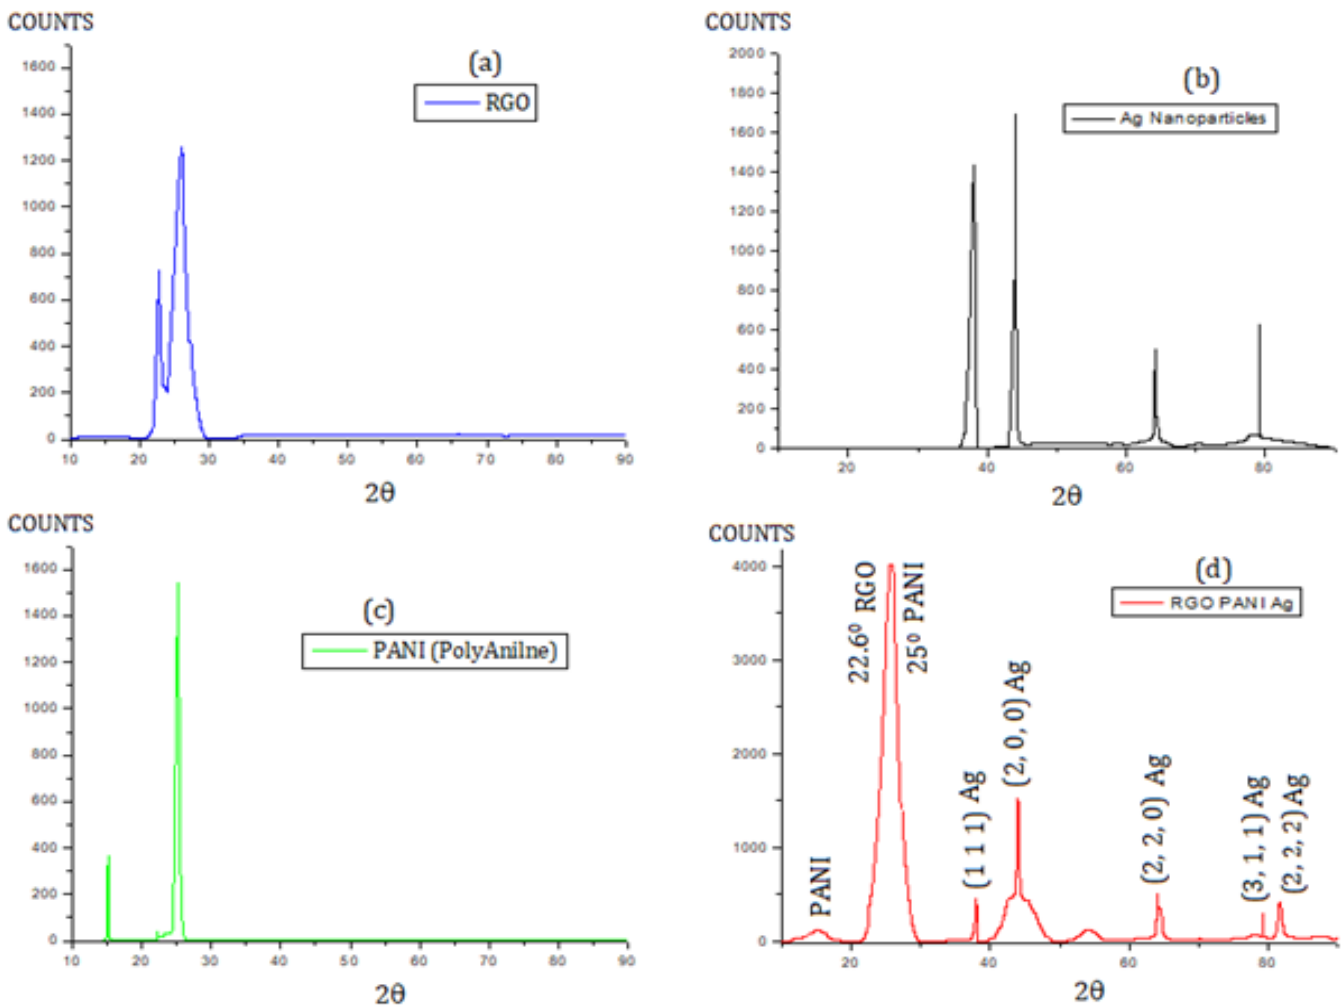 COUNTS
(a)
RGO
1600
1400
1200
1000
800
600
400
200
0
10 20 30 40 50 60 70 80 90
2θ
COUNTS
(b)
Ag Nanoparticles
2000
1800
1600
1400
1200
1000
800
600
400
200
0
20 40 60 80
2θ
COUNTS
(c)
PANI (PolyAnilne)
1600
1400
1200
1000
800
600
400
200
0
10 20 30 40 50 60 70 80 90
2θ
COUNTS
(d)
RGO PANI Ag
4000
3000
2000
1000
0
PANI
22.6⁰ RGO
25⁰ PANI
(1 1 1) Ag
(2, 0, 0) Ag
(2, 2, 0) Ag
(3, 1, 1) Ag
(2, 2, 2) Ag
20 40 60 80
2θ